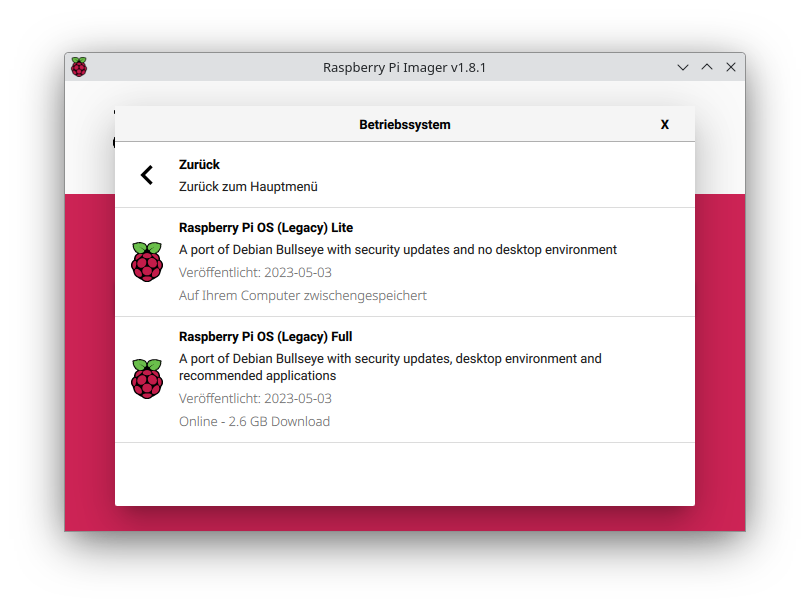 Raspberry Pi Imager v1.8.1
Betriebssystem
X
Zurück
Zurück zum Hauptmenü
Raspberry Pi OS (Legacy) Lite
A port of Debian Bullseye with security updates and no desktop environment
Veröffentlicht: 2023-05-03
Auf Ihrem Computer zwischengespeichert
Raspberry Pi OS (Legacy) Full
A port of Debian Bullseye with security updates, desktop environment and
recommended applications
Veröffentlicht: 2023-05-03
Online - 2.6 GB Download